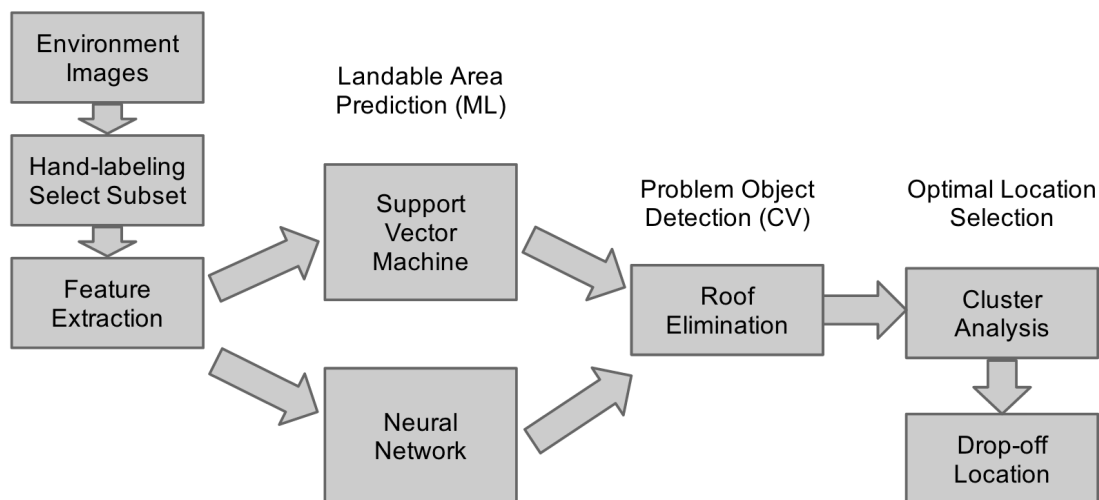 Environment
Images
Hand-labeling
Select Subset
Feature
Extraction
Landable Area
Prediction (ML)
Support
Vector
Machine
Neural
Network
Problem Object
Detection (CV)
Roof
Elimination
Optimal Location
Selection
Cluster
Analysis
Drop-off
Location